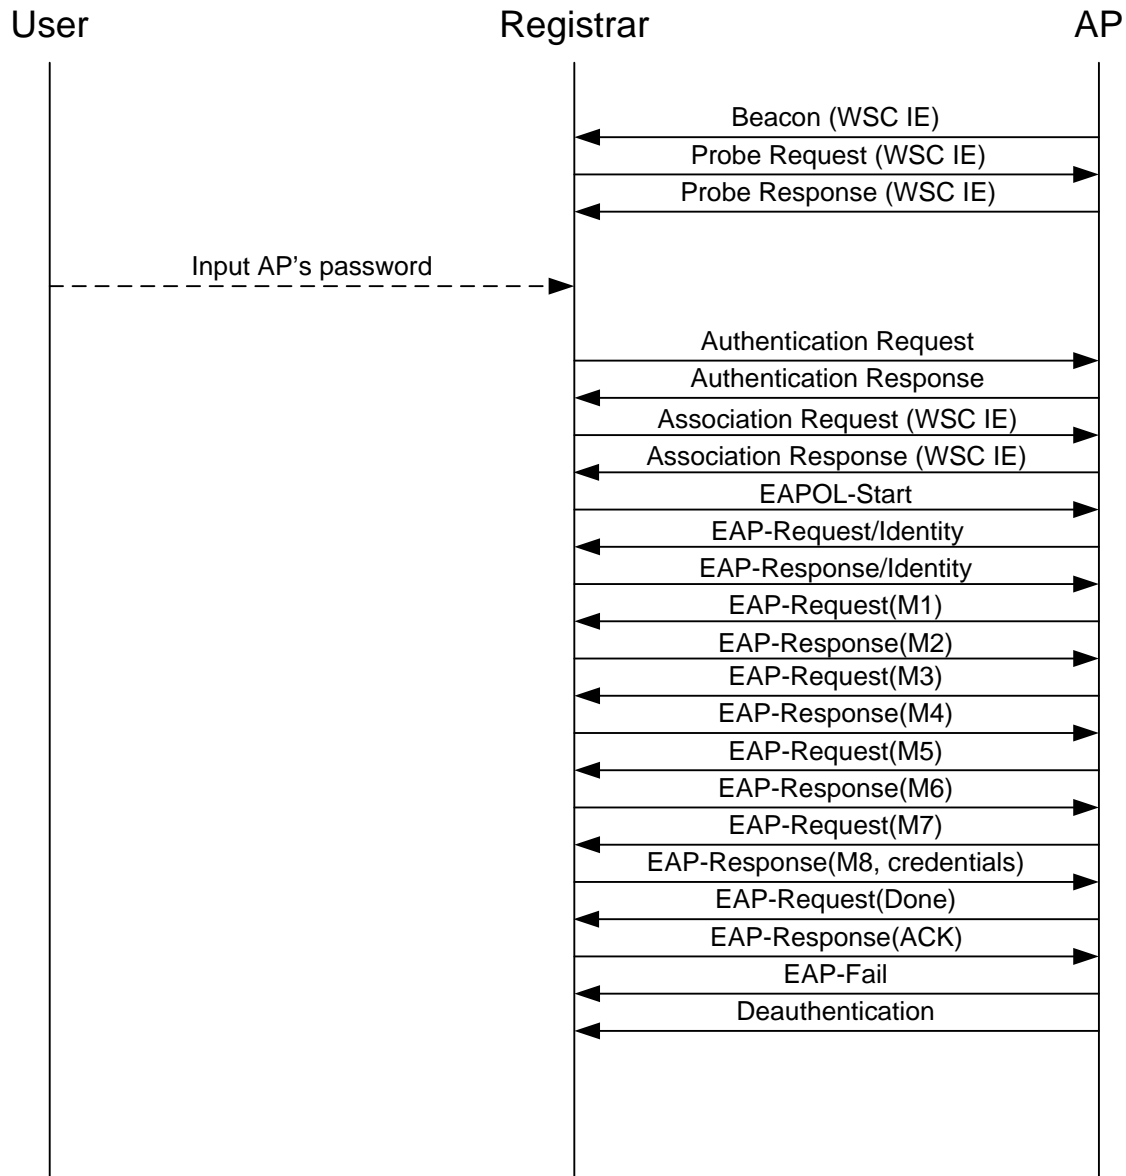 User
Registrar
AP
Beacon (WSC IE)
Probe Request (WSC IE)
Probe Response (WSC IE)
Input AP's password
Authentication Request
Authentication Response
Association Request (WSC IE)
Association Response (WSC IE)
EAPOL-Start
EAP-Request/Identity
EAP-Response/Identity
EAP-Request(M1)
EAP-Response(M2)
EAP-Request(M3)
EAP-Response(M4)
EAP-Request(M5)
EAP-Response(M6)
EAP-Request(M7)
EAP-Response(M8, credentials)
EAP-Request(Done)
EAP-Response(ACK)
EAP-Fail
Deauthentication